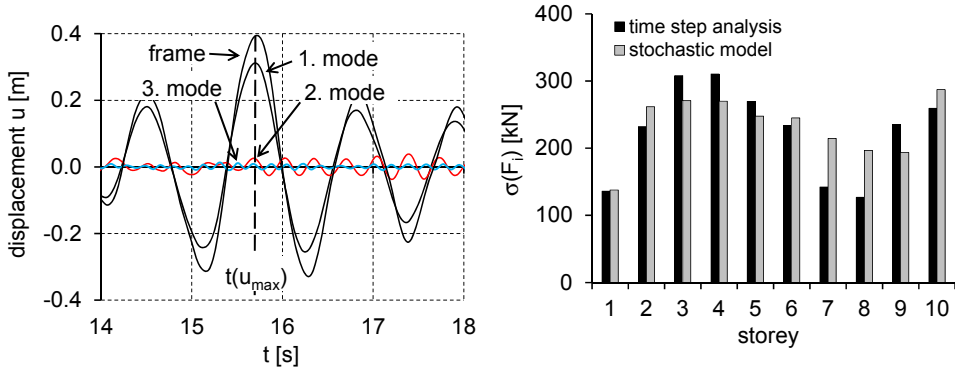 displacement u [m]
0.4
0.2
0.0
-0.2
-0.4
frame
1. mode
3. mode
2. mode
t(umax)
14 15 16 17 18
t [s]
σ(Fi) [kN]
400
300
200
100
0
time step analysis
stochastic model
1 2 3 4 5 6 7 8 9 10
storey